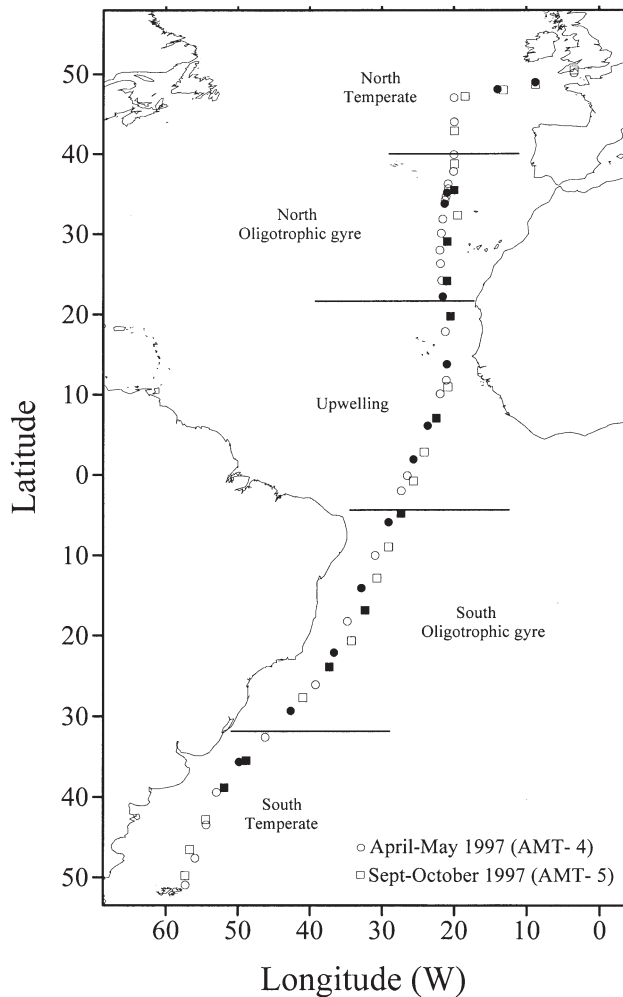 50
40
30
20
10
0
10
20
30
40
50
Latitude
North
Temperate
North
Oligotrophic gyre
Upwelling
South
Oligotrophic gyre
South
Temperate
April-May 1997 (AMT- 4)
Sept-October 1997 (AMT- 5)
60
50
40
30
20
10
0
Longitude (W)